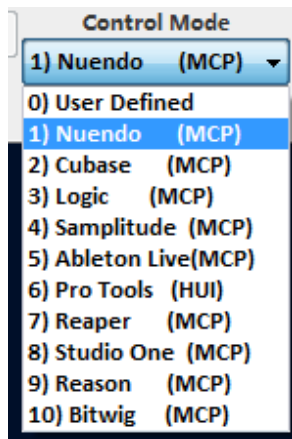 Control Mode
1) Nuendo (MCP)
0) User Defined
1) Nuendo (MCP)
2) Cubase (MCP)
3) Logic (MCP)
4) Samplitude (MCP)
5) Ableton Live(MCP)
6) Pro Tools (HUI)
7) Reaper (MCP)
8) Studio One (MCP)
9) Reason (MCP)
10) Bitwig (MCP)